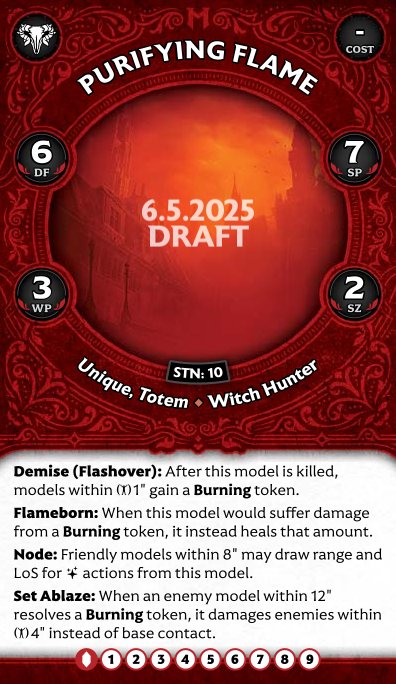 -
COST
PURIFYING FLAME
6
DF
7
SP
6.5.2025
DRAFT
3
WP
2
SZ
STN: 10
Unique, Totem ◆ Witch Hunter
Demise (Flashover): After this model is killed,
models within 1" gain a Burning token.
Flameborn: When this model would suffer damage
from a Burning token, it instead heals that amount.
Node: Friendly models within 8" may draw range and
LoS for actions from this model.
Set Ablaze: When an enemy model within 12"
resolves a Burning token, it damages enemies within
4" instead of base contact.
1 2 3 4 5 6 7 8 9